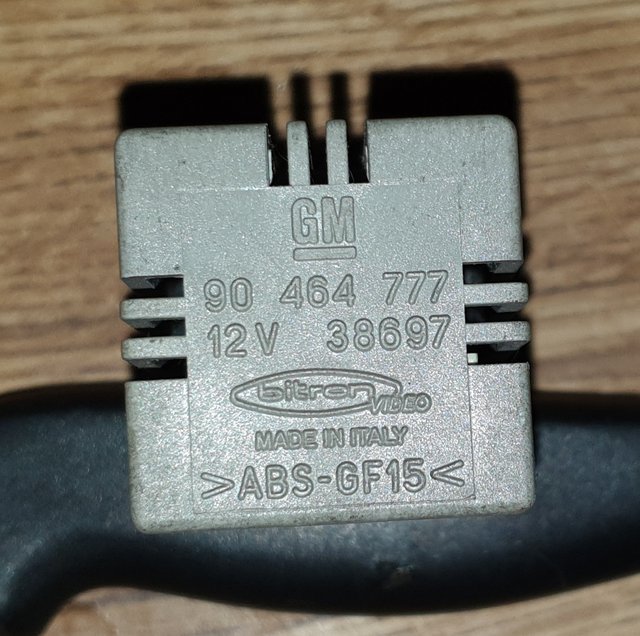 GM
90 464 777
12V 38697
bitron VIDEO
MADE IN ITALY
>ABS-GF15<